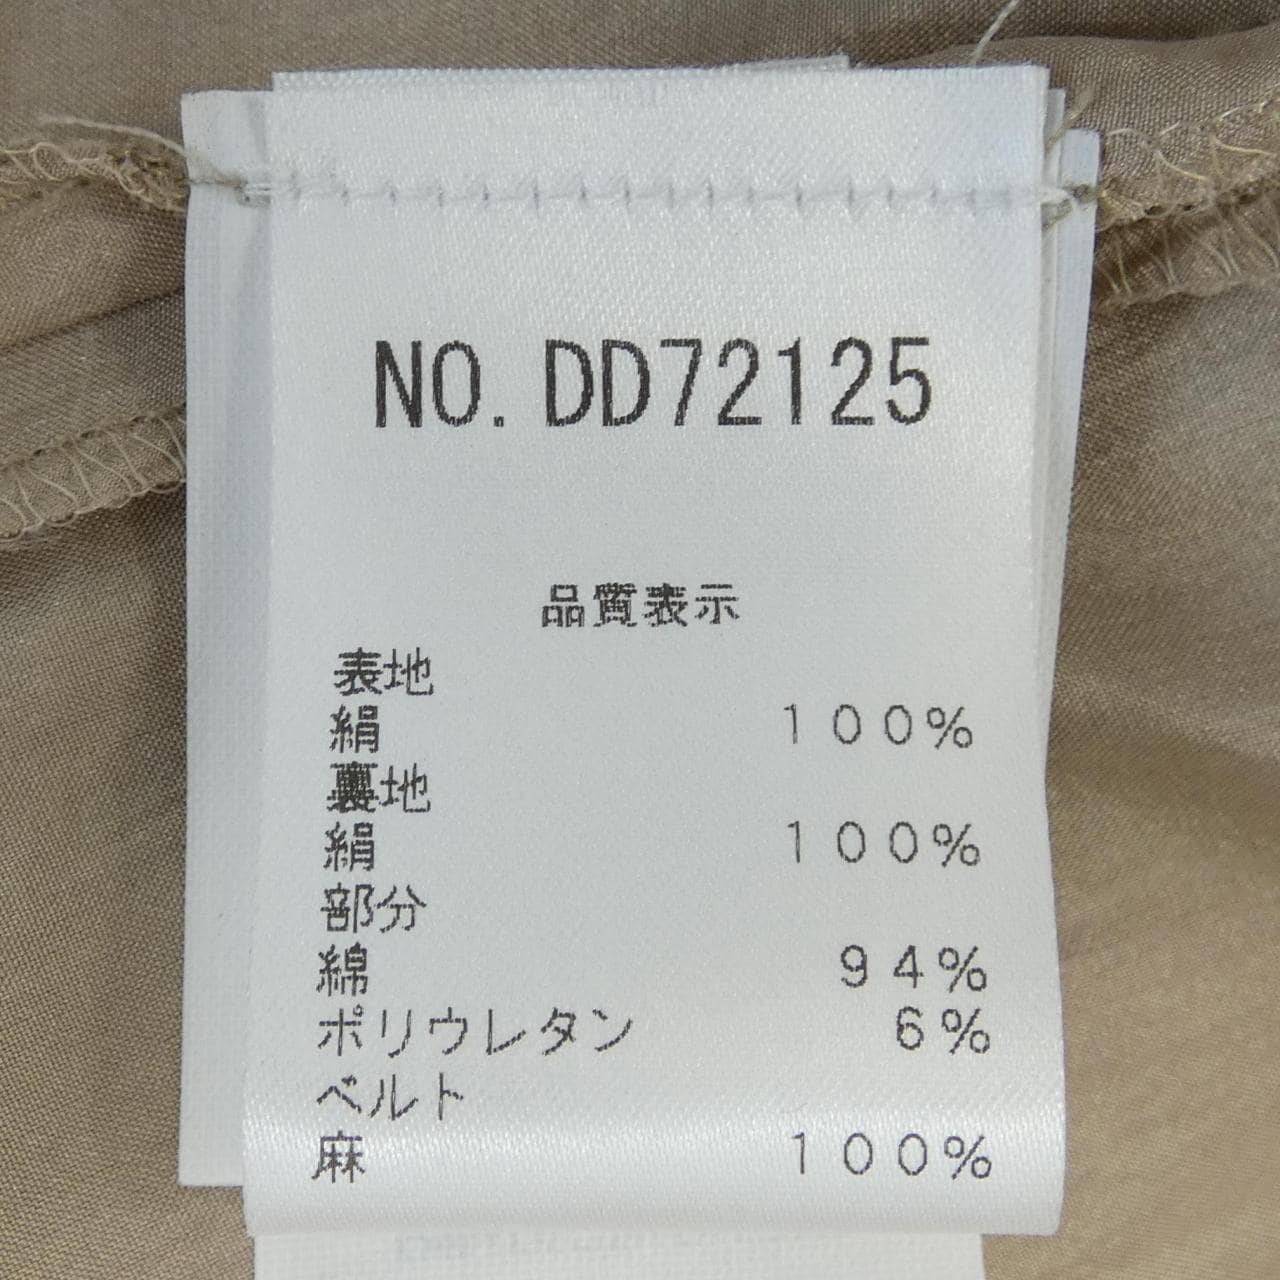 NO. DD72125
品質表示
表地
絹 100%
裏地
絹 100%
部分
綿 94%
ポリウレタン 6%
ベルト
麻 100%